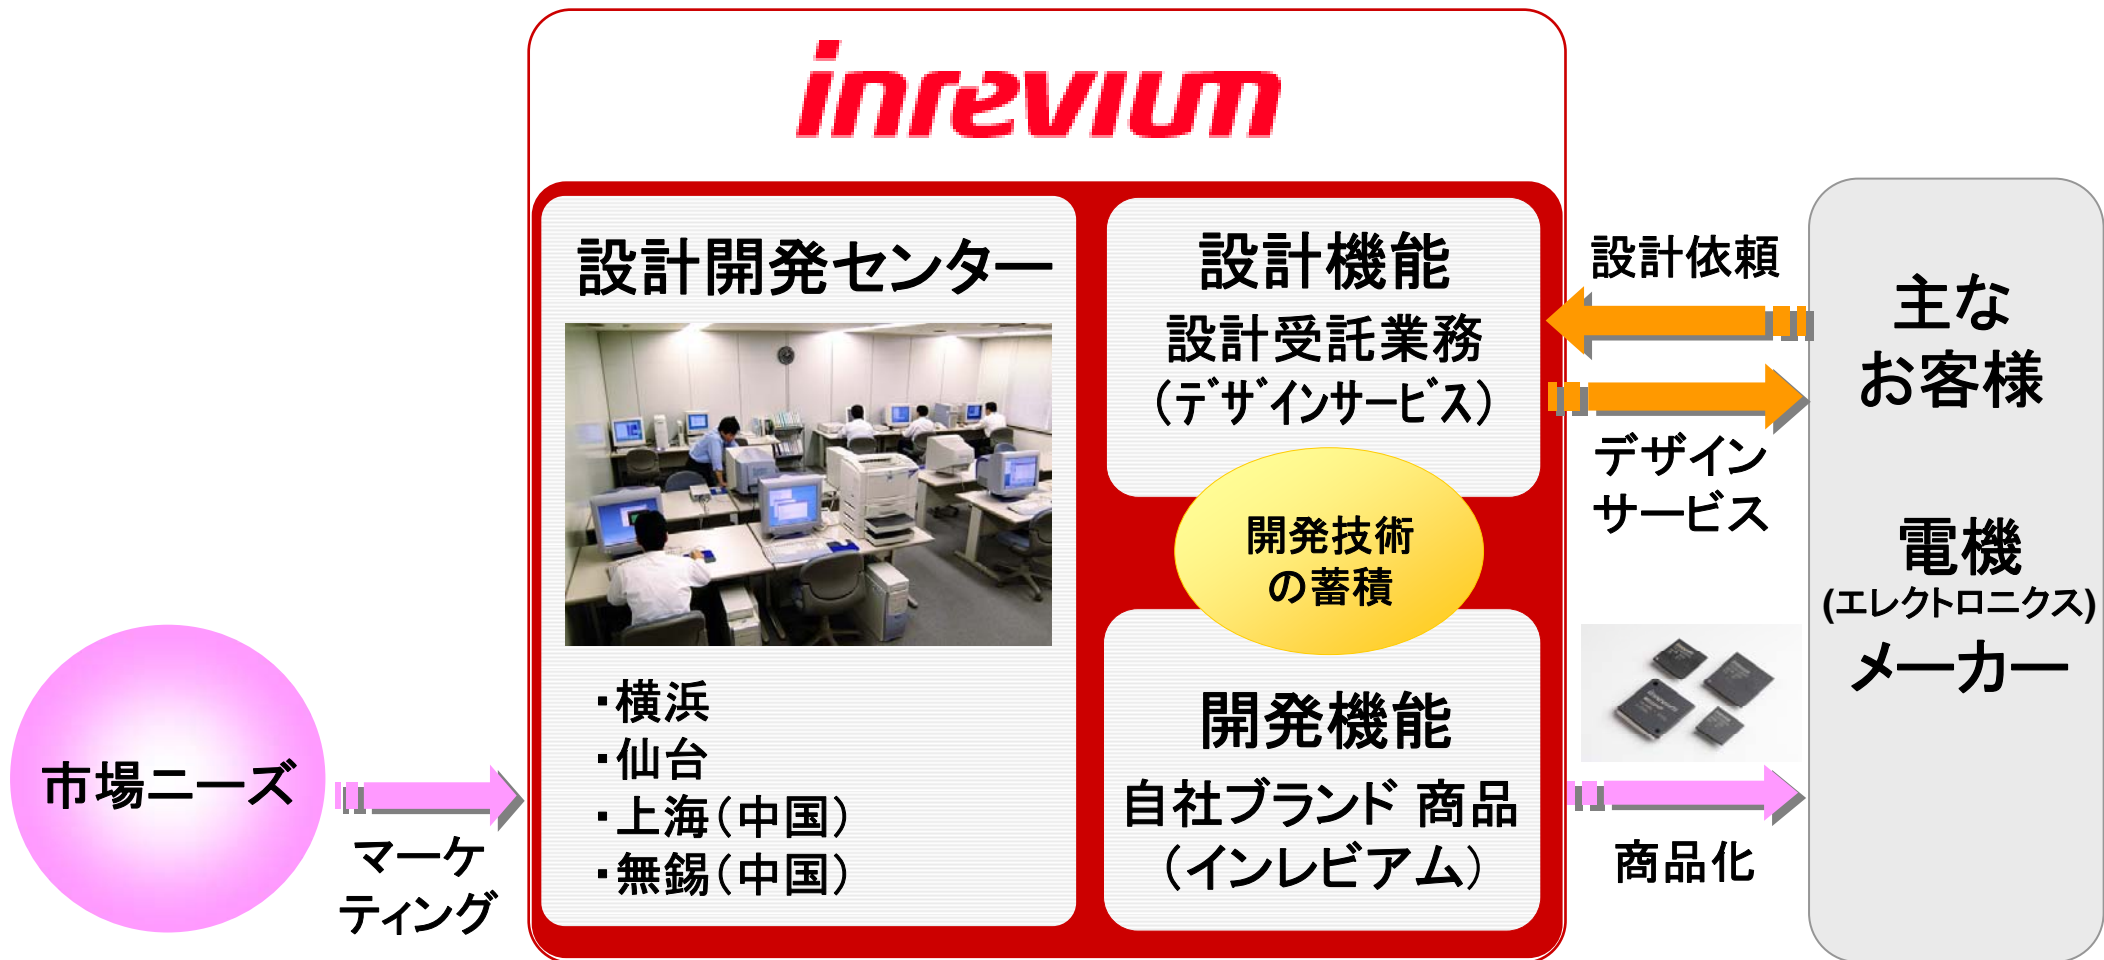 inrevium
設計開発センター
・横浜
・仙台
・上海（中国）
・無錫（中国）
設計機能
設計受託業務
（デザインサービス）
開発技術
の蓄積
開発機能
自社ブランド 商品
（インレビアム）
市場ニーズ
マーケ
ティング
設計依頼
デザイン
サービス
商品化
主な
お客様
電機
(エレクトロニクス)
メーカー